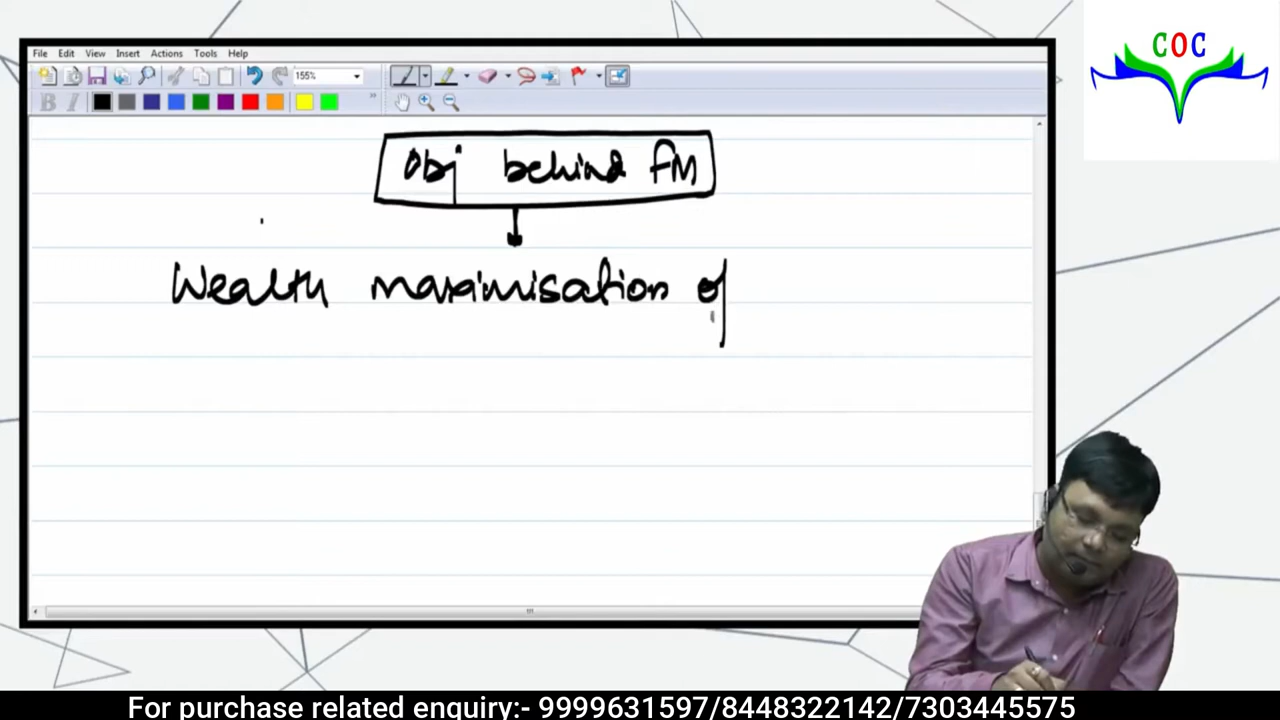 COC
File Edit View Insert Actions Tools Help
155%
B I
Obj behind FM
Wealth maximisation of
For purchase related enquiry:- 9999631597/8448322142/7303445575